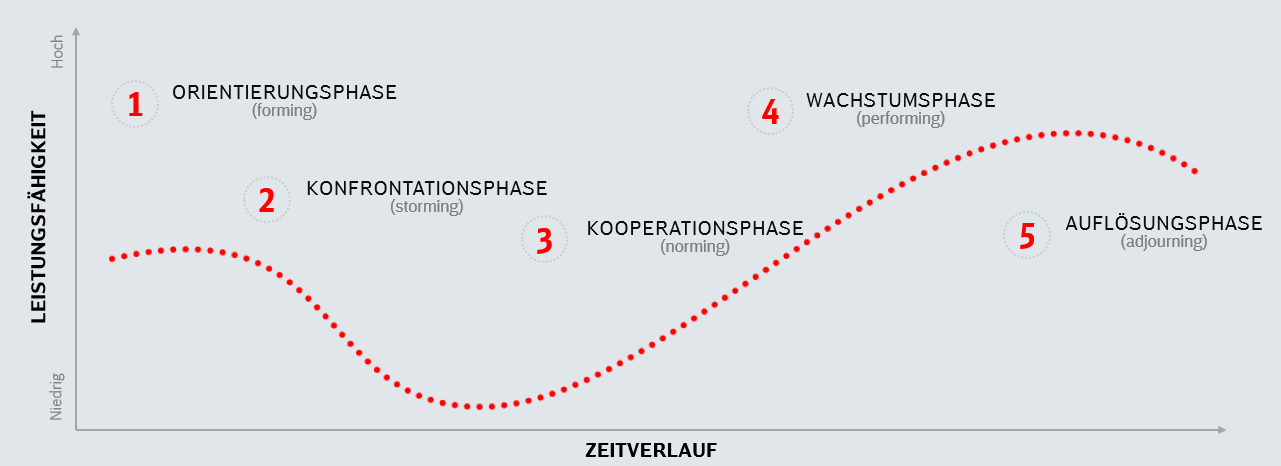 Hoch
1
ORIENTIERUNGSPHASE
(forming)
4
WACHSTUMSPHASE
(performing)
LEISTUNGSFÄHIGKEIT
2
KONFRONTATIONSPHASE
(storming)
3
KOOPERATIONSPHASE
(norming)
5
AUFLÖSUNGSPHASE
(adjourning)
Niedrig
ZEITVERLAUF